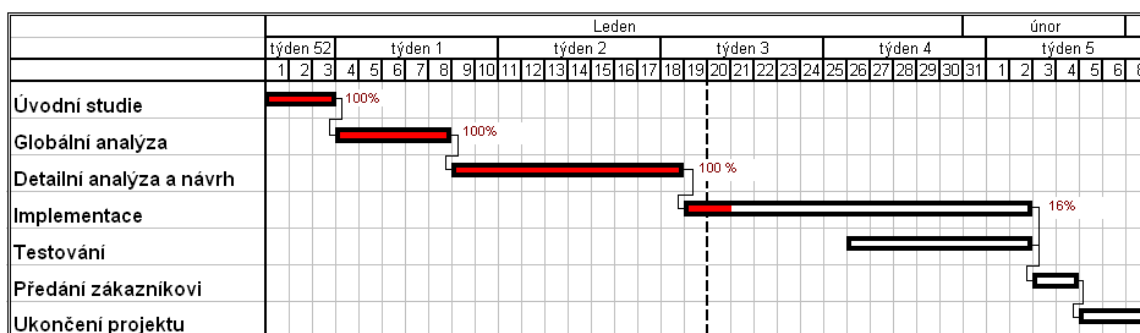 Leden únor
týden 52 týden 1 týden 2 týden 3 týden 4 týden 5
1 2 3 4 5 6 7 8 9 10 11 12 13 14 15 16 17 18 19 20 21 22 23 24 25 26 27 28 29 30 31 1 2 3 4 5 6
Úvodní studie 100%
Globální analýza 100%
Detailní analýza a návrh 100 %
Implementace 16%
Testování
Předání zákazníkovi
Ukončení projektu